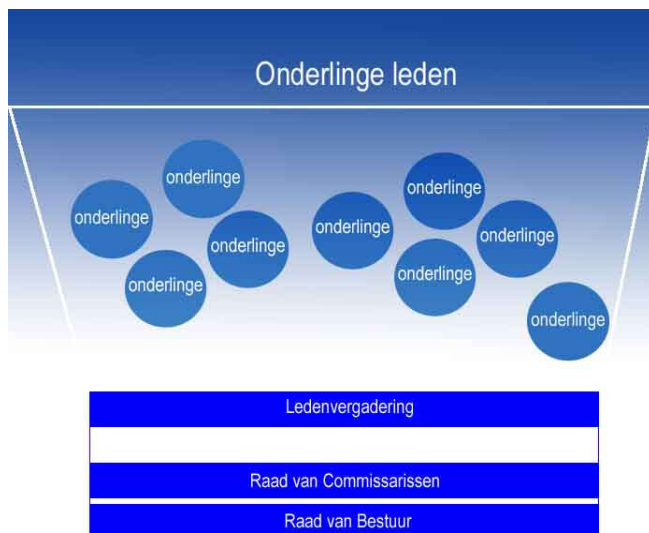 Onderlinge leden
onderlinge
onderlinge
onderlinge
onderlinge
onderlinge
onderlinge
onderlinge
onderlinge
onderlinge
Ledenvergadering
Raad van Commissarissen
Raad van Bestuur